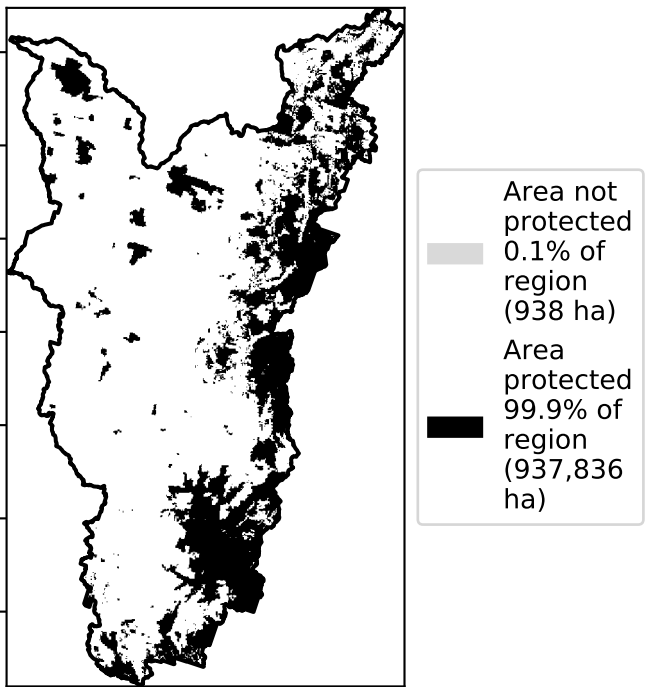 Area not
protected
0.1% of
region
(938 ha)
Area
protected
99.9% of
region
(937,836
ha)